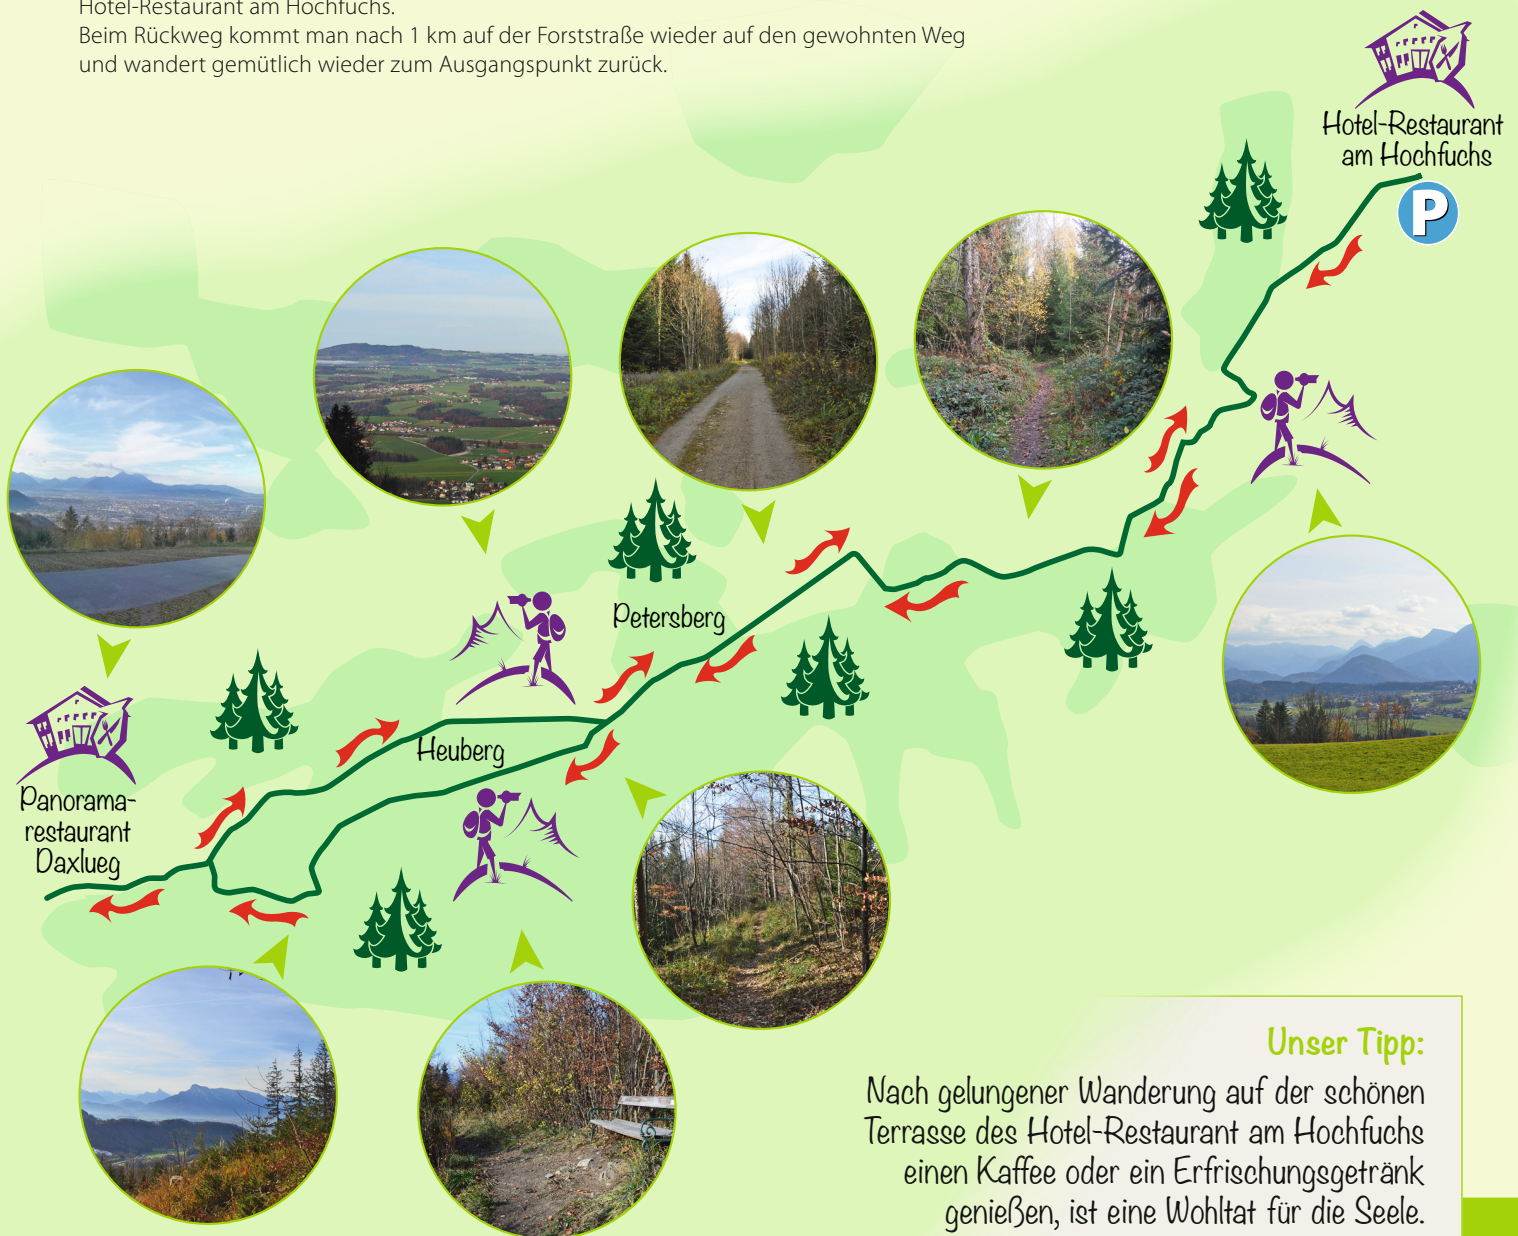 Hotel-Restaurant am Hochfuchs.
Beim Rückweg kommt man nach 1 km auf der Forststraße wieder auf den gewohnten Weg
und wandert gemütlich wieder zum Ausgangspunkt zurück.
Hotel-Restaurant
am Hochfuchs
P
Petersberg
Heuberg
Panorama-
restaurant
Daxlueg
Unser Tipp:
Nach gelungener Wanderung auf der schönen
Terrasse des Hotel-Restaurant am Hochfuchs
einen Kaffee oder ein Erfrischungsgetränk
genießen, ist eine Wohltat für die Seele.